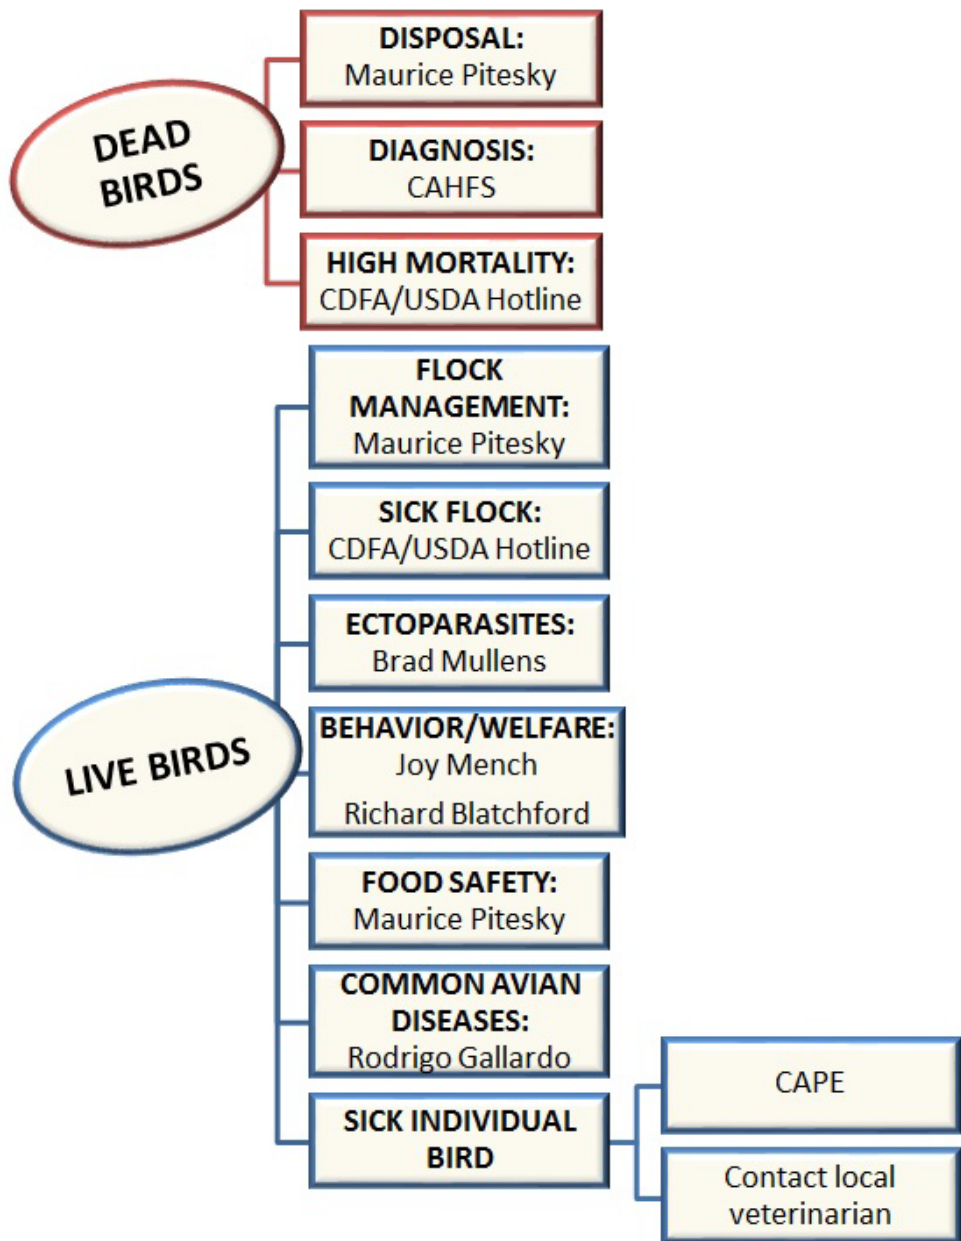 DEAD
BIRDS
DISPOSAL:
Maurice Pitesky
DIAGNOSIS:
CAHFS
HIGH MORTALITY:
CDFA/USDA Hotline
LIVE BIRDS
FLOCK
MANAGEMENT:
Maurice Pitesky
SICK FLOCK:
CDFA/USDA Hotline
ECTOPARASITES:
Brad Mullens
BEHAVIOR/WELFARE:
Joy Mench
Richard Blatchford
FOOD SAFETY:
Maurice Pitesky
COMMON AVIAN
DISEASES:
Rodrigo Gallardo
SICK INDIVIDUAL
BIRD
CAPE
Contact local
veterinarian